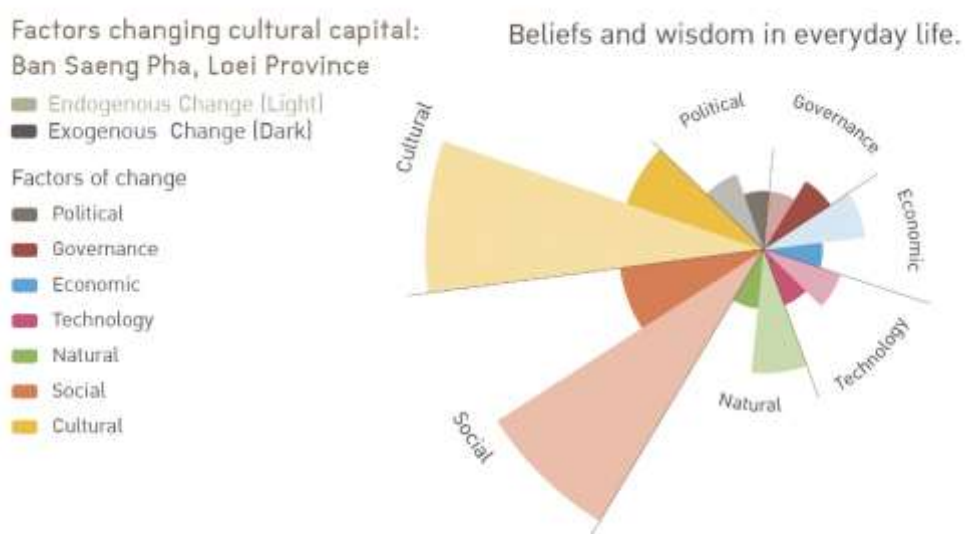 Factors changing cultural capital:
Ban Saeng Pha, Loei Province
Endogenous Change (Light)
Exogenous Change (Dark)
Factors of change
Political
Governance
Economic
Technology
Natural
Social
Cultural
Beliefs and wisdom in everyday life.
Cultural
Political
Governance
Economic
Technology
Natural
Social